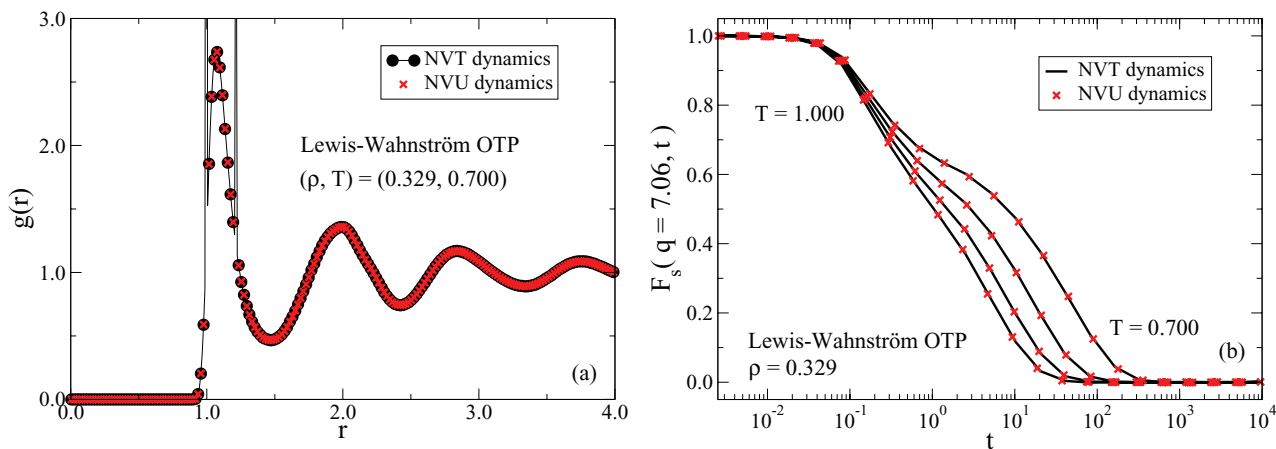 3.0
2.0
1.0
0.0
g(r)
NVT dynamics
NVU dynamics
Lewis-Wahnström OTP
(ρ, T) = (0.329, 0.700)
(a)
0.0 1.0 2.0 3.0 4.0
r
1.0
0.8
0.6
0.4
0.2
0.0
F_s( q = 7.06, t)
NVT dynamics
NVU dynamics
T = 1.000
T = 0.700
Lewis-Wahnström OTP
ρ = 0.329
(b)
10^-2 10^-1 10^0 10^1 10^2 10^3 10^4
t